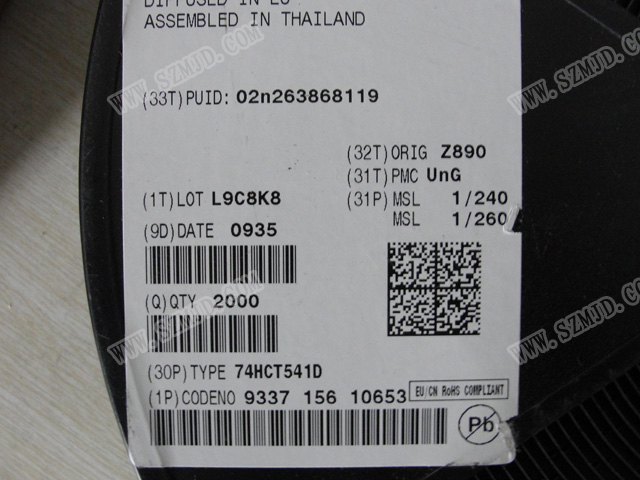 DIFFUSED IN EU
ASSEMBLED IN THAILAND
(33T)PUID: 02n263868119
(32T)ORIG Z890
(31T)PMC UnG
(1T)LOT L9C8K8
(31P) MSL 1/240
MSL 1/260
(9D)DATE 0935
(Q)QTY 2000
(30P)TYPE 74HCT541D
(1P)CODENO 9337 156 10653
EU/CN RoHS COMPLIANT
Pb
WWW.SZMJD.COM
WWW.SZMJD.COM
WWW.SZMJD.COM
WWW.SZMJD.COM
WWW.SZMJD.COM
WWW.SZMJD.COM